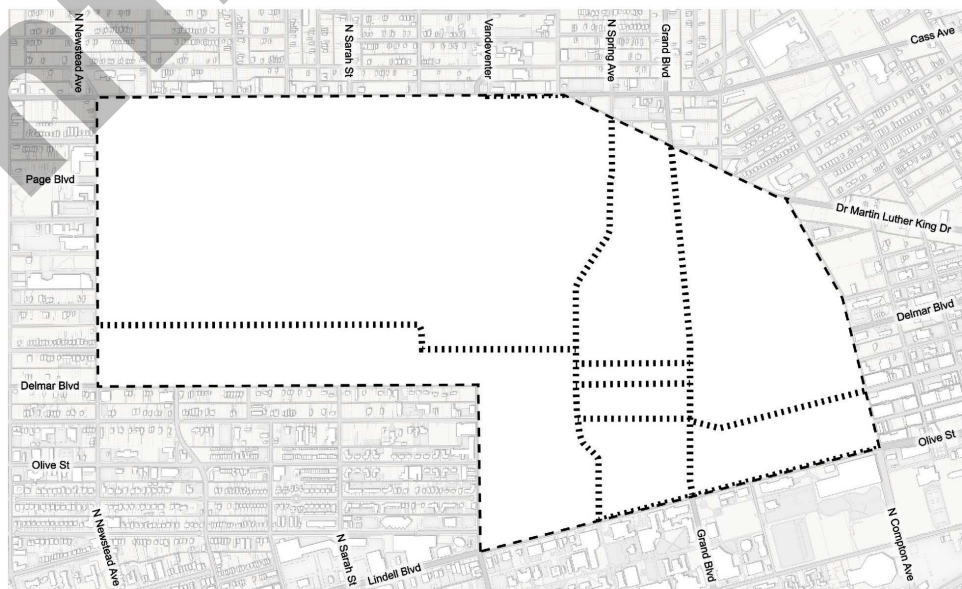 N Newstead Ave
N Sarah St
Vandeventer
N Spring Ave
Grand Blvd
Cass Ave
Page Blvd
Dr Martin Luther King Dr
Delmar Blvd
Delmar Blvd
Olive St
Olive St
N Newstead Ave
N Sarah St
Lindell Blvd
Grand Blvd
N Compton Ave